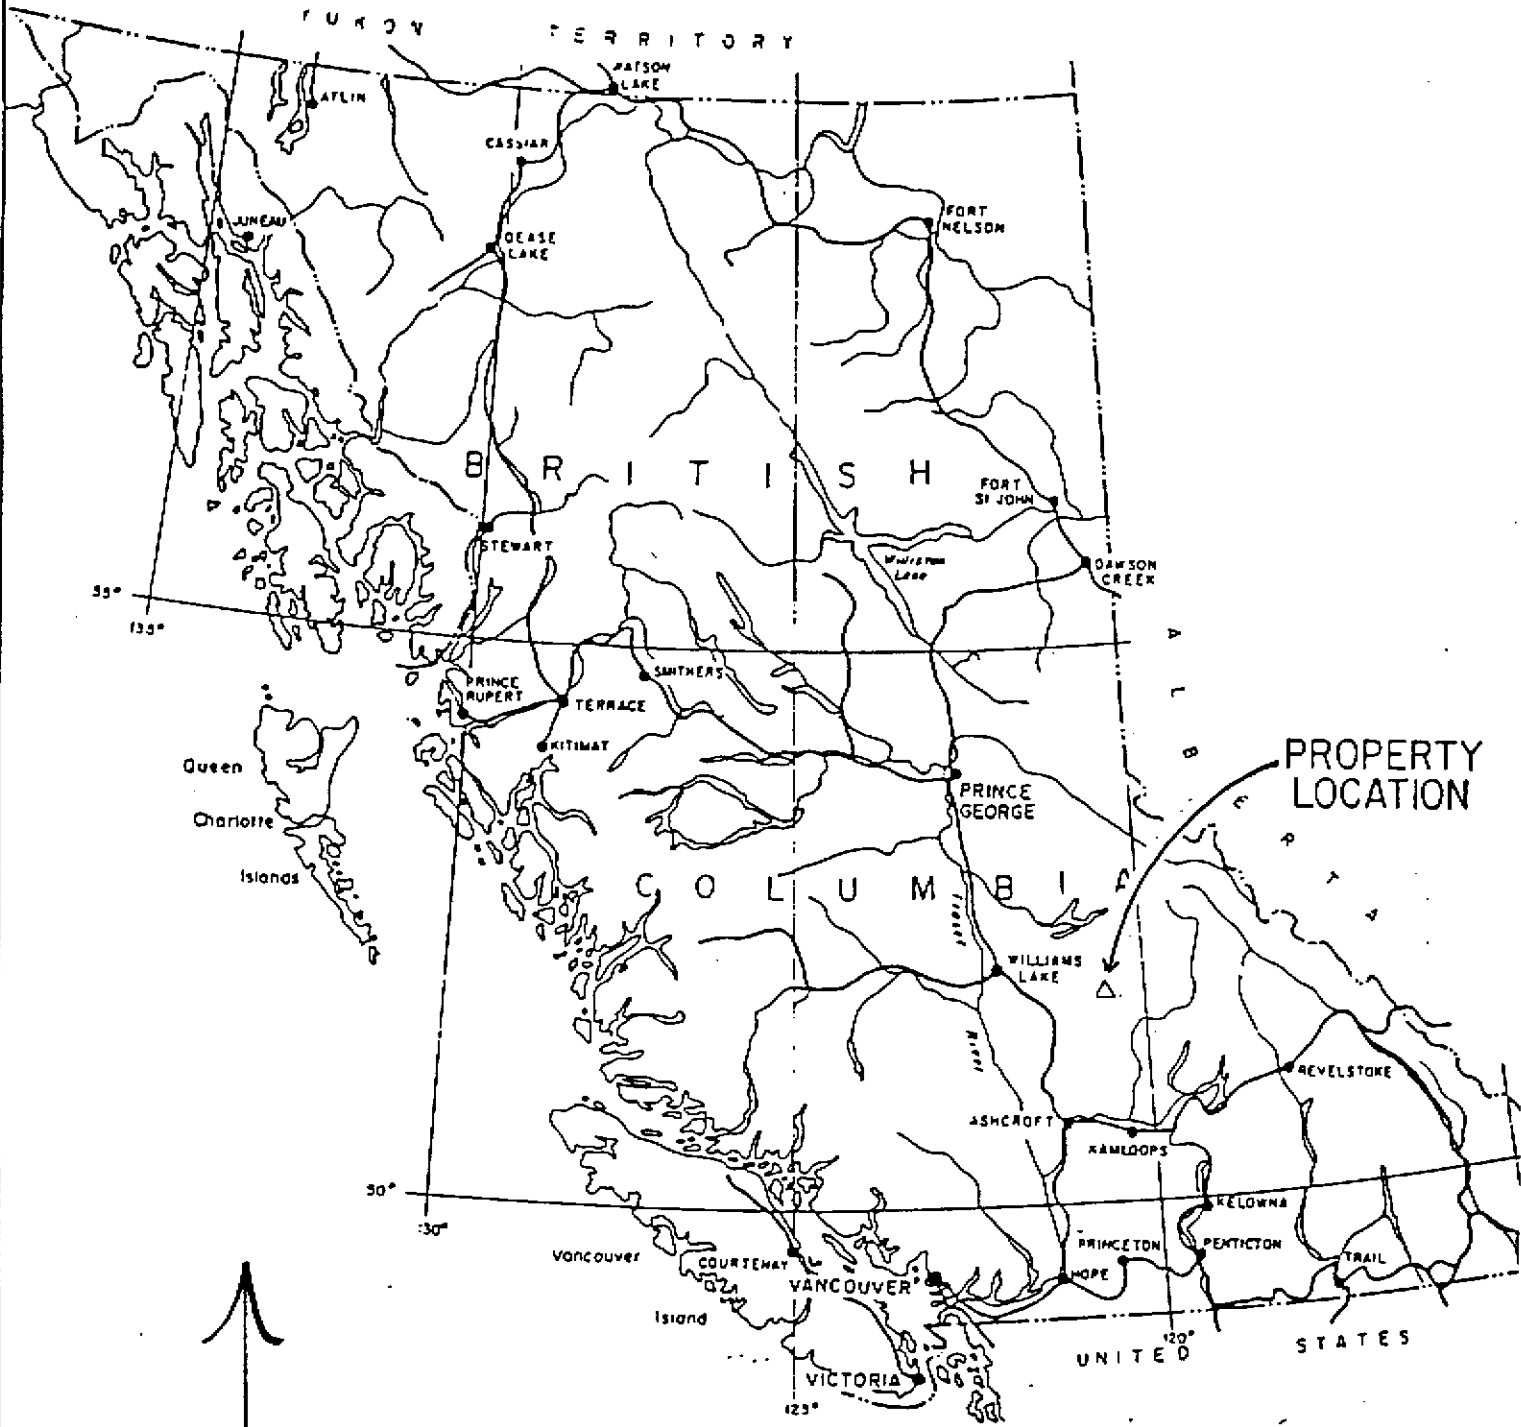 YUKON TERRITORY
WATSON
LAKE
ATLIN
CASSIAR
JUNEAU
DEASE
LAKE
FORT
NELSON
BRITISH
FORT
ST JOHN
STEWART
Williston
Lake
DAWSON
CREEK
55°
135°
ALBERTA
PRINCE
RUPERT
SMITHERS
TERRACE
KITIMAT
PROPERTY
LOCATION
Queen
Charlotte
Islands
PRINCE
GEORGE
COLUMBIA
Fraser
River
WILLIAMS
LAKE
REVELSTOKE
ASHCROFT
KAMLOOPS
50°
130°
KELOWNA
Vancouver
Island
COURTENAY
VANCOUVER
PRINCETON
PENTICTON
HOPE
TRAIL
120°
UNITED STATES
VICTORIA
125°